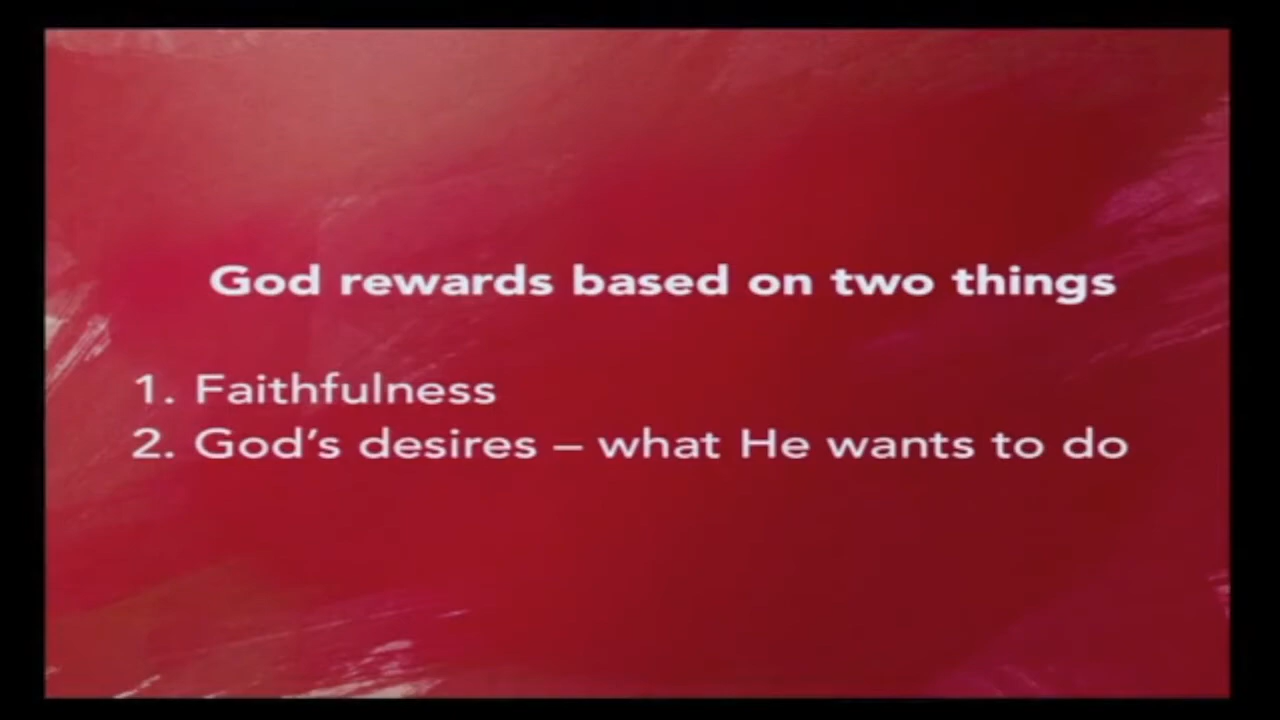 God rewards based on two things
1. Faithfulness
2. God’s desires – what He wants to do